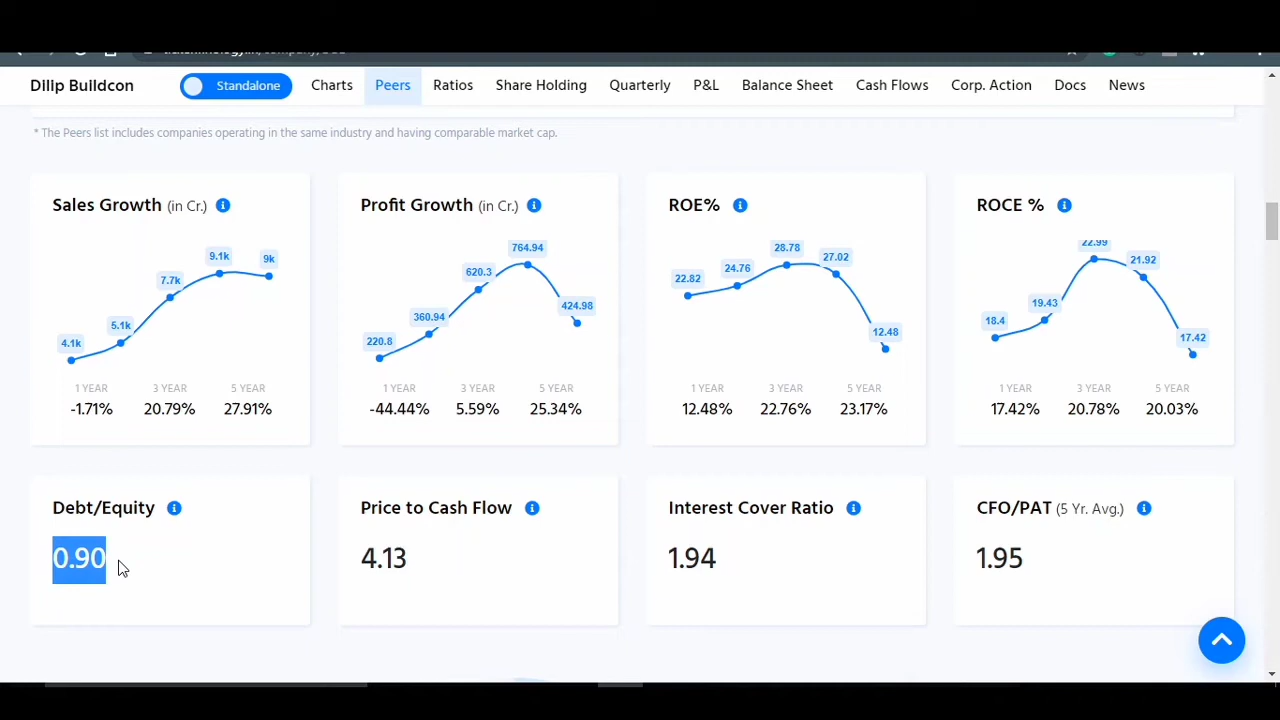 Dilip Buildcon
Standalone
Charts
Peers
Ratios
Share Holding
Quarterly
P&L
Balance Sheet
Cash Flows
Corp. Action
Docs
News
* The Peers list includes companies operating in the same industry and having comparable market cap.
Sales Growth (in Cr.)
4.1k
5.1k
7.7k
9.1k
9k
1 YEAR 3 YEAR 5 YEAR
-1.71% 20.79% 27.91%
Profit Growth (in Cr.)
220.8
360.94
620.3
764.94
424.98
1 YEAR 3 YEAR 5 YEAR
-44.44% 5.59% 25.34%
ROE%
22.82
24.76
28.78
27.02
12.48
1 YEAR 3 YEAR 5 YEAR
12.48% 22.76% 23.17%
ROCE %
18.4
19.43
22.99
21.92
17.42
1 YEAR 3 YEAR 5 YEAR
17.42% 20.78% 20.03%
Debt/Equity
0.90
Price to Cash Flow
4.13
Interest Cover Ratio
1.94
CFO/PAT (5 Yr. Avg.)
1.95